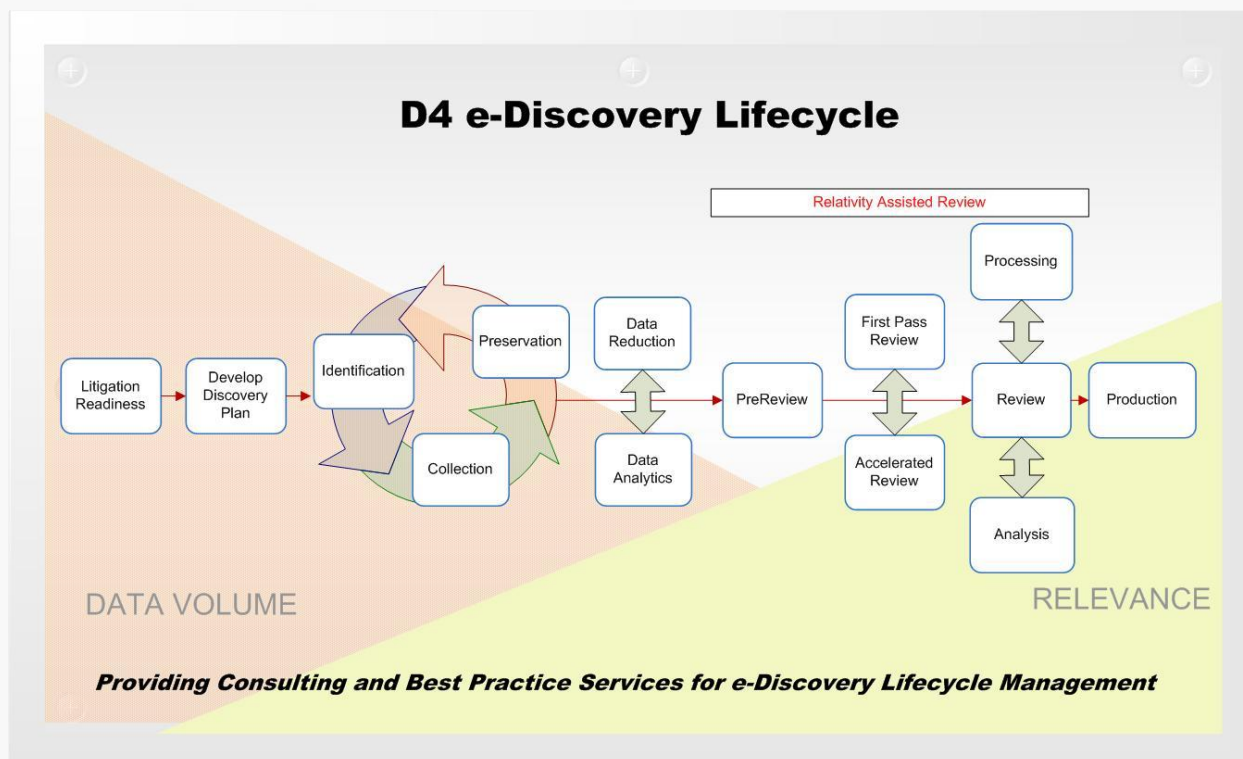 D4 e-Discovery Lifecycle
Relativity Assisted Review
Processing
Preservation
Data
Reduction
First Pass
Review
Identification
Litigation
Readiness
Develop
Discovery
Plan
PreReview
Review
Production
Collection
Data
Analytics
Accelerated
Review
Analysis
DATA VOLUME
RELEVANCE
Providing Consulting and Best Practice Services for e-Discovery Lifecycle Management